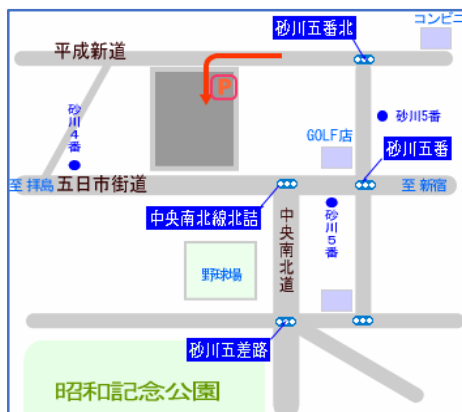 コンビニ
砂川五番北
平成新道
P
砂川4番
砂川5番
GOLF店
砂川五番
至 拝島
五日市街道
至 新宿
中央南北線北詰
中央南北道
砂川5番
野球場
砂川五差路
昭和記念公園